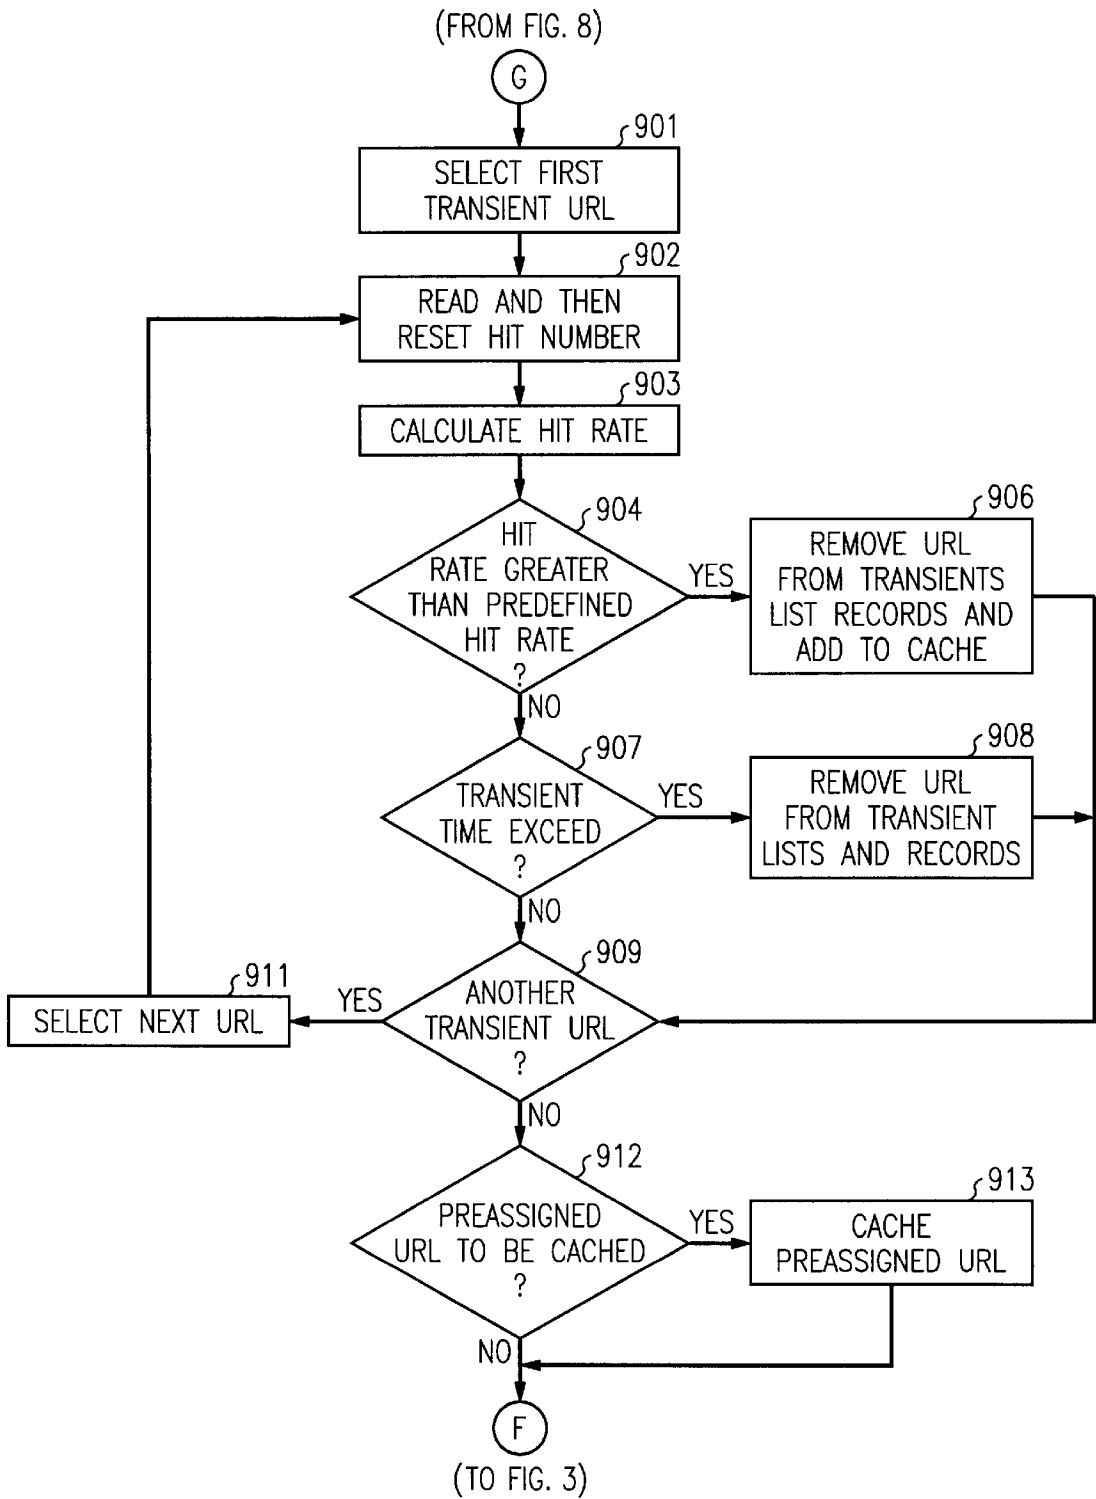 (FROM FIG. 8)
G
901
SELECT FIRST
TRANSIENT URL
902
READ AND THEN
RESET HIT NUMBER
903
CALCULATE HIT RATE
904
HIT
RATE GREATER
THAN PREDEFINED
HIT RATE
?
YES
NO
906
REMOVE URL
FROM TRANSIENTS
LIST RECORDS AND
ADD TO CACHE
907
TRANSIENT
TIME EXCEED
?
YES
NO
908
REMOVE URL
FROM TRANSIENT
LISTS AND RECORDS
909
ANOTHER
TRANSIENT URL
?
YES
NO
911
SELECT NEXT URL
912
PREASSIGNED
URL TO BE CACHED
?
YES
NO
913
CACHE
PREASSIGNED URL
F
(TO FIG. 3)